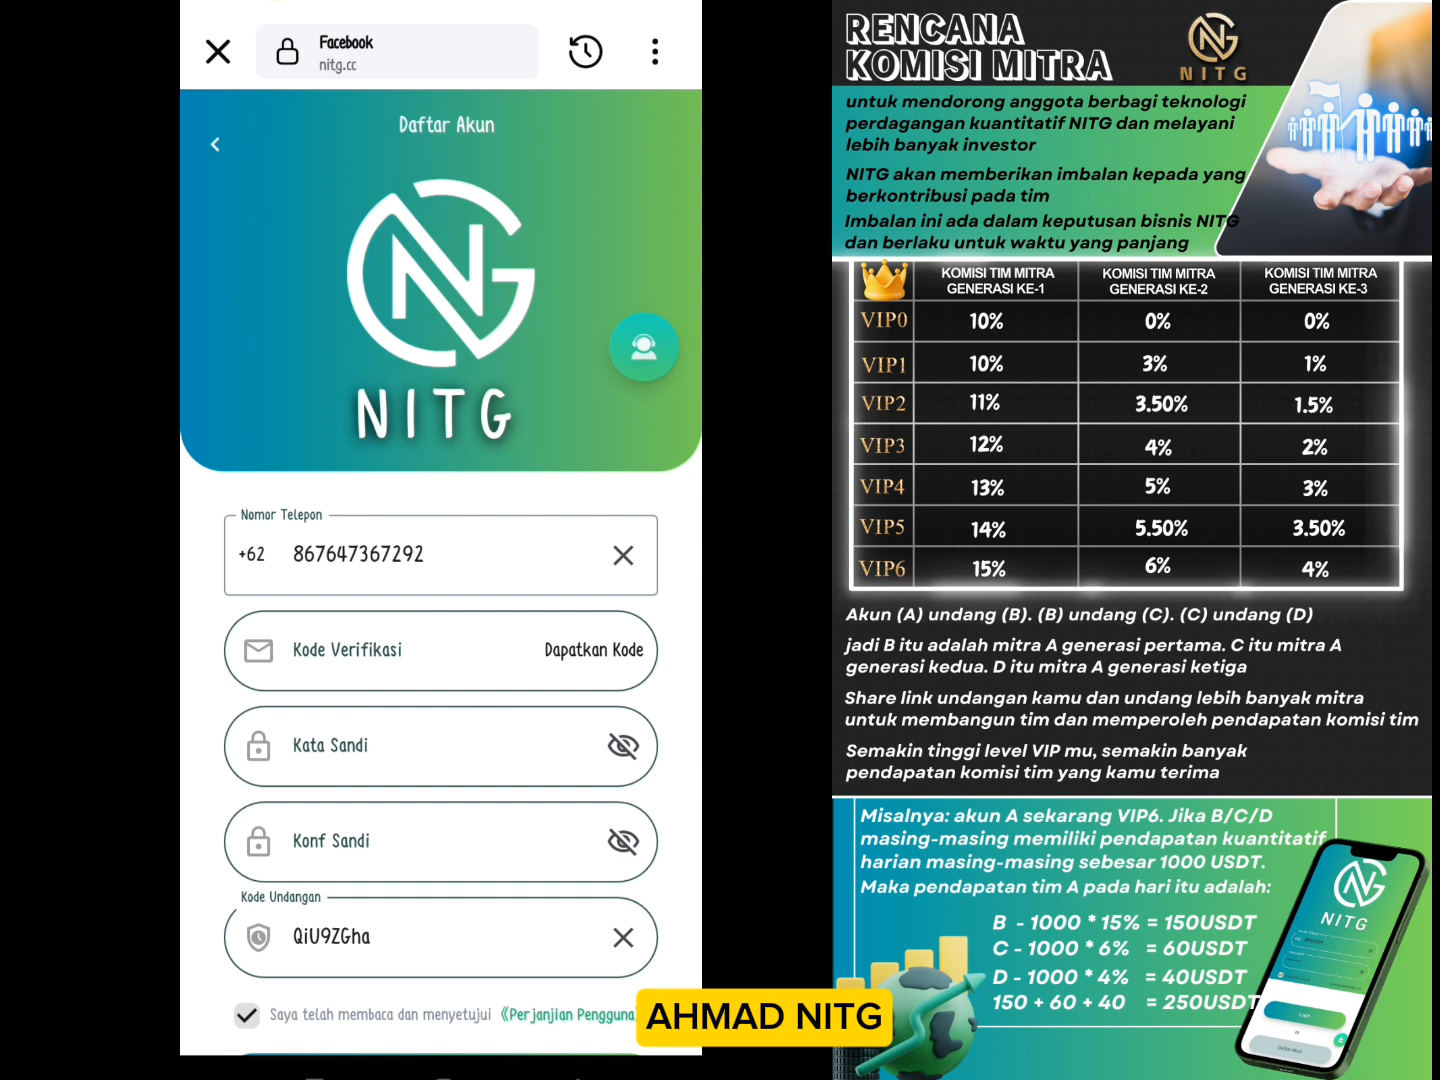 Facebook
nitg.cc
Daftar Akun
NITG
Nomor Telepon
+62 867647367292
Kode Verifikasi Dapatkan Kode
Kata Sandi
Konf Sandi
Kode Undangan
QiU9ZGha
Saya telah membaca dan menyetujui 《Perjanjian Pengguna
AHMAD NITG
RENCANA
KOMISI MITRA
NITG
untuk mendorong anggota berbagi teknologi
perdagangan kuantitatif NITG dan melayani
lebih banyak investor
NITG akan memberikan imbalan kepada yang
berkontribusi pada tim
Imbalan ini ada dalam keputusan bisnis NITG
dan berlaku untuk waktu yang panjang
KOMISI TIM MITRA GENERASI KE-1 KOMISI TIM MITRA GENERASI KE-2 KOMISI TIM MITRA GENERASI KE-3
VIP0 10% 0% 0%
VIP1 10% 3% 1%
VIP2 11% 3.50% 1.5%
VIP3 12% 4% 2%
VIP4 13% 5% 3%
VIP5 14% 5.50% 3.50%
VIP6 15% 6% 4%
Akun (A) undang (B). (B) undang (C). (C) undang (D)
jadi B itu adalah mitra A generasi pertama. C itu mitra A
generasi kedua. D itu mitra A generasi ketiga
Share link undangan kamu dan undang lebih banyak mitra
untuk membangun tim dan memperoleh pendapatan komisi tim
Semakin tinggi level VIP mu, semakin banyak
pendapatan komisi tim yang kamu terima
Misalnya: akun A sekarang VIP6. Jika B/C/D
masing-masing memiliki pendapatan kuantitatif
harian masing-masing sebesar 1000 USDT.
Maka pendapatan tim A pada hari itu adalah:
B - 1000 * 15% = 150USDT
C - 1000 * 6% = 60USDT
D - 1000 * 4% = 40USDT
150 + 60 + 40 = 250USDT
NITG
Login
Daftar Akun